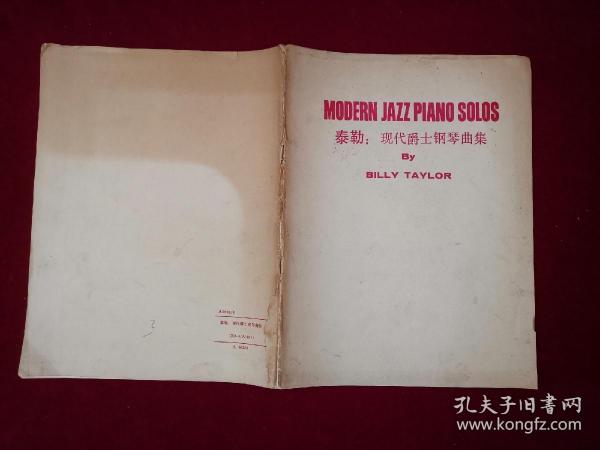 MODERN JAZZ PIANO SOLOS
泰勒：现代爵士钢琴曲集
By
BILLY TAYLOR
3
孔夫子旧书网
www.kongfz.com